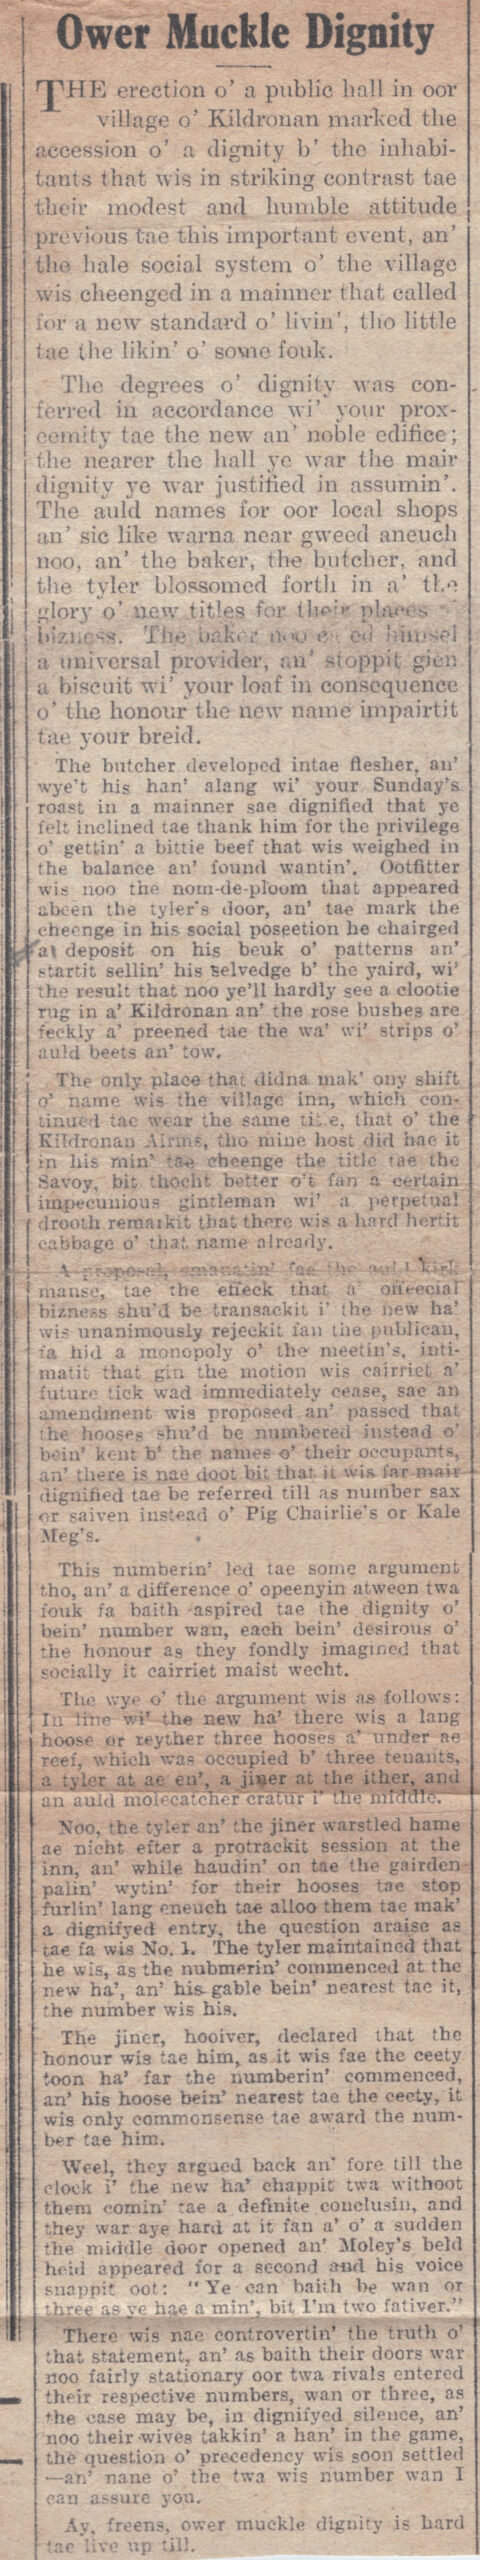 Ower Muckle Dignity
THE erection o' a public hall in oor
village o' Kildronan marked the
accession o' a dignity b' the inhabi-
tants that wis in striking contrast tae
their modest and humble attitude
previous tae this important event, an'
the hale social system o' the village
wis cheenged in a mainner that called
for a new standard o' livin', tho little
tae the likin' o' some fouk.
The degrees o' dignity was con-
ferred in accordance wi' your prox-
eemity tae the new an' noble edifice;
the nearer the hall ye war the mair
dignity ye war justified in assumin'.
The auld names for oor local shops
an' sic like warna near gweed aneuch
noo, an' the baker, the butcher, and
the tyler blossomed forth in a' the
glory o' new titles for their places
bizness. The baker noo himsel
a universal provider, an' stoppit gien
a biscuit wi' your loaf in consequence
o' the honour the new name impairtit
tae your breid.
The butcher developed intae flesher, an'
wye't his han' alang wi' your Sunday's
roast in a mainner sae dignified that ye
felt inclined tae thank him for the privilege
o' gettin' a bittie beef that wis weighed in
the balance an' found wantin'. Ootfitter
wis noo the nom-de-ploom that appeared
abeen the tyler's door, an' tae mark the
cheenge in his social poseetion he chairged
a deposit on his beuk o' patterns an'
startit sellin' his selvedge b' the yaird, wi'
the result that noo ye'll hardly see a clootie
rug in a' Kildronan an' the rose bushes are
feckly a' preened tae the wa' wi' strips o'
auld beets an' tow.
The only place that didna mak' ony shift
o' name wis the village inn, which con-
tinued tae wear the same title, that o' the
Kildronan Airms, tho mine host did hae it
in his min' tae cheenge the title tae the
Savoy, bit thocht better o't fan a certain
impecunious gintleman wi' a perpetual
drooth remarkit that there wis a hard hertit
cabbage o' that name already.
A proposal, emanatin' fae the auld kirk
manse, tae the effeck that a' offeecial
bizness shu'd be transackit i' the new ha'
wis unanimously rejeckit fan the publican,
fa hid a monopoly o' the meetin's, inti-
matit that gin the motion wis cairriet a'
future tick wad immediately cease, sae an
amendment wis proposed an' passed that
the hooses shu'd be numbered instead o'
bein' kent b' the names o' their occupants,
an' there is nae doot bit that it wis far mair
dignified tae be referred till as number sax
or saiven instead o' Pig Chairlie's or Kale
Meg's.
This numberin' led tae some argument
tho, an' a difference o' opeenyin atween twa
fouk fa baith aspired tae the dignity o'
bein' number wan, each bein' desirous o'
the honour as they fondly imagined that
socially it cairriet maist wecht.
The wye o' the argument wis as follows:
In line wi' the new ha' there wis a lang
hoose or reyther three hooses a' under ae
reef, which was occupied b' three tenants,
a tyler at ae en', a jiner at the ither, and
an auld molecatcher cratur i' the middle.
Noo, the tyler an' the jiner warstled hame
ae nicht efter a protrackit session at the
inn, an' while haudin' on tae the gairden
palin' wytin' for their hooses tae stop
furlin' lang eneuch tae alloo them tae mak'
a dignifyed entry, the question araise as
tae fa wis No. 1. The tyler maintained that
he wis, as the nubmerin' commenced at the
new ha', an' his gable bein' nearest tae it,
the number wis his.
The jiner, hooiver, declared that the
honour wis tae him, as it wis fae the ceety
toon ha' far the numberin' commenced,
an' his hoose bein' nearest tae the ceety, it
wis only commonsense tae award the num-
ber tae him.
Weel, they argued back an' fore till the
clock i' the new ha' chappit twa withoot
them comin' tae a definite conclusin, and
they war aye hard at it fan a' o' a sudden
the middle door opened an' Moley's beld
heid appeared for a second and his voice
snappit oot: "Ye can baith be wan or
three as ye hae a min', bit I'm two fativer."
There wis nae controvertin' the truth o'
that statement, an' as baith their doors war
noo fairly stationary oor twa rivals entered
their respective numbers, wan or three, as
the case may be, in dignifyed silence, an'
noo their wives takkin' a han' in the game,
the question o' precedency wis soon settled
—an' nane o' the twa wis number wan I
can assure you.
Ay, freens, ower muckle dignity is hard
tae live up till.